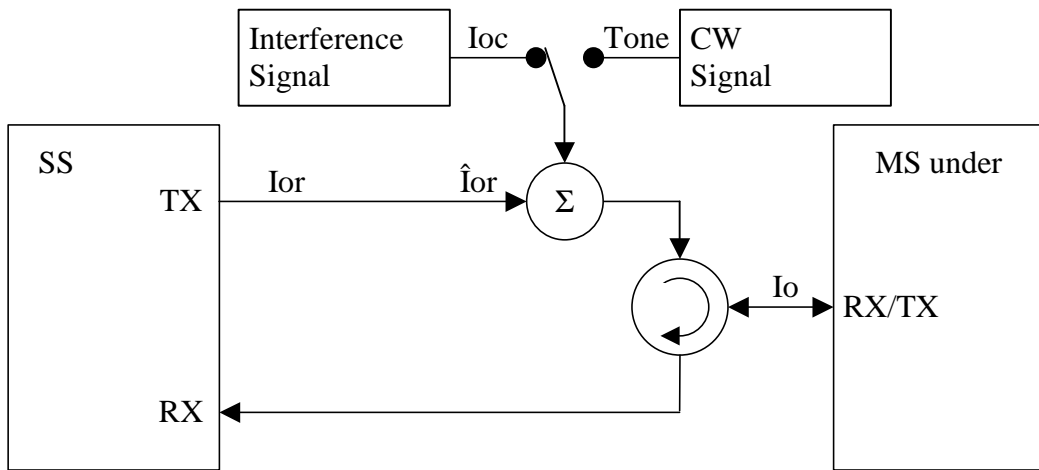 Interference
Signal
Ioc
Tone
CW
Signal
SS
MS under
TX
Ior
Îor
Σ
Io
RX/TX
RX